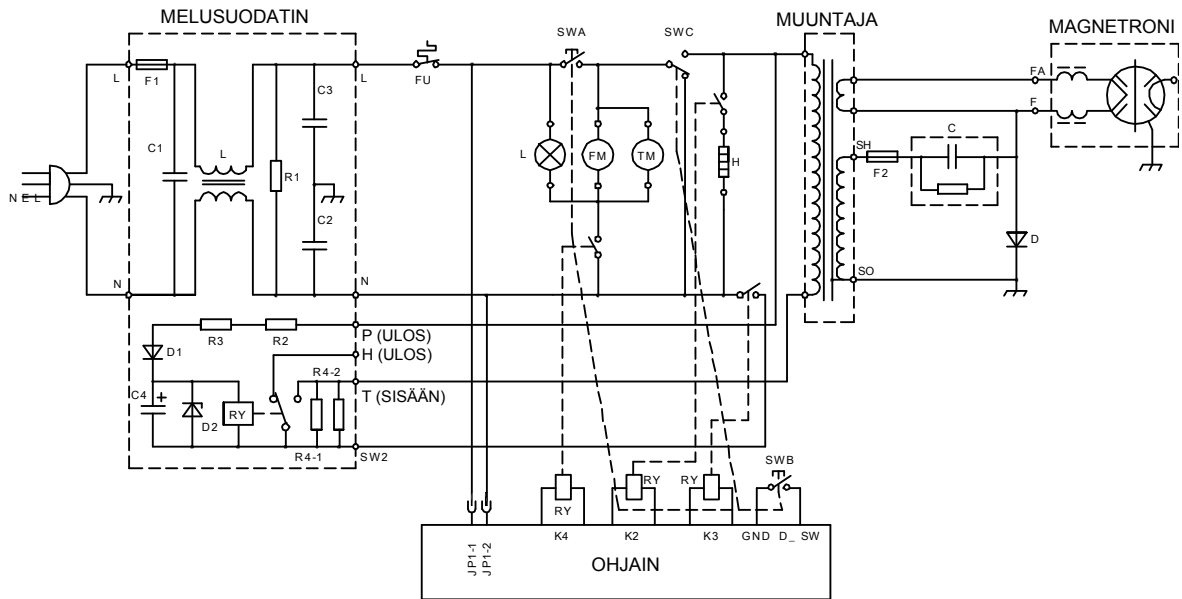 MELUSUODATIN
SWA
SWC
MUUNTAJA
MAGNETRONI
L
F1
C3
L
FU
FA
F
C1
L
R1
L
FM
TM
H
SH
F2
C
N E L
C2
D
N
N
SO
D1
R3
R2
P (ULOS)
H (ULOS)
C4
+
D2
RY
R4-2
T (SISÄÄN)
R4-1
SW2
SWB
RY
RY
RY
JP1-1
JP1-2
K4
K2
K3
GND
D_ SW
OHJAIN